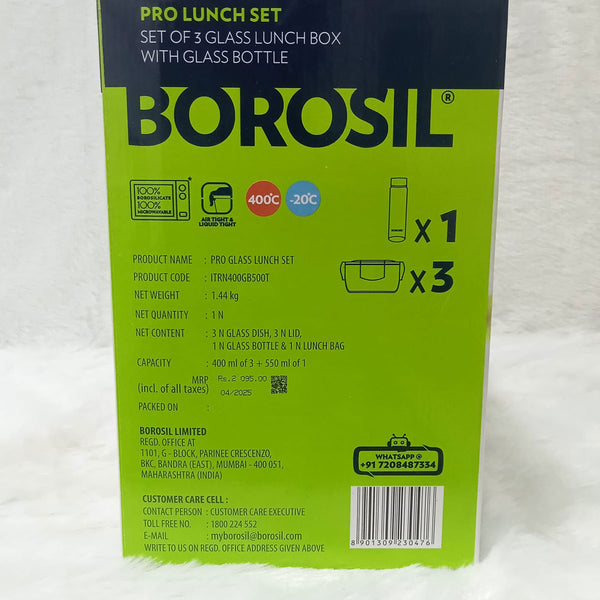 PRO LUNCH SET
SET OF 3 GLASS LUNCH BOX
WITH GLASS BOTTLE
BOROSIL®
100%
BOROSILICATE
100%
MICROWAVABLE
AIR TIGHT &
LIQUID TIGHT
400°C
-20°C
BOROSIL
X 1
X 3
PRODUCT NAME : PRO GLASS LUNCH SET
PRODUCT CODE : ITRN400GB500T
NET WEIGHT : 1.44 kg
NET QUANTITY : 1 N
NET CONTENT : 3 N GLASS DISH, 3 N LID,
1 N GLASS BOTTLE & 1 N LUNCH BAG
CAPACITY : 400 ml of 3 + 550 ml of 1
MRP Rs.2 095.00
(incl. of all taxes) : 04/2025
PACKED ON :
BOROSIL LIMITED
REGD. OFFICE AT
1101, G - BLOCK, PARINEE CRESCENZO,
BKC, BANDRA (EAST), MUMBAI - 400 051,
MAHARASHTRA (INDIA)
WHATSAPP @
+91 7208487334
CUSTOMER CARE CELL :
CONTACT PERSON : CUSTOMER CARE EXECUTIVE
TOLL FREE NO. : 1800 224 552
E-MAIL : myborosil@borosil.com
WRITE TO US ON REGD. OFFICE ADDRESS GIVEN ABOVE
8 901309 230476